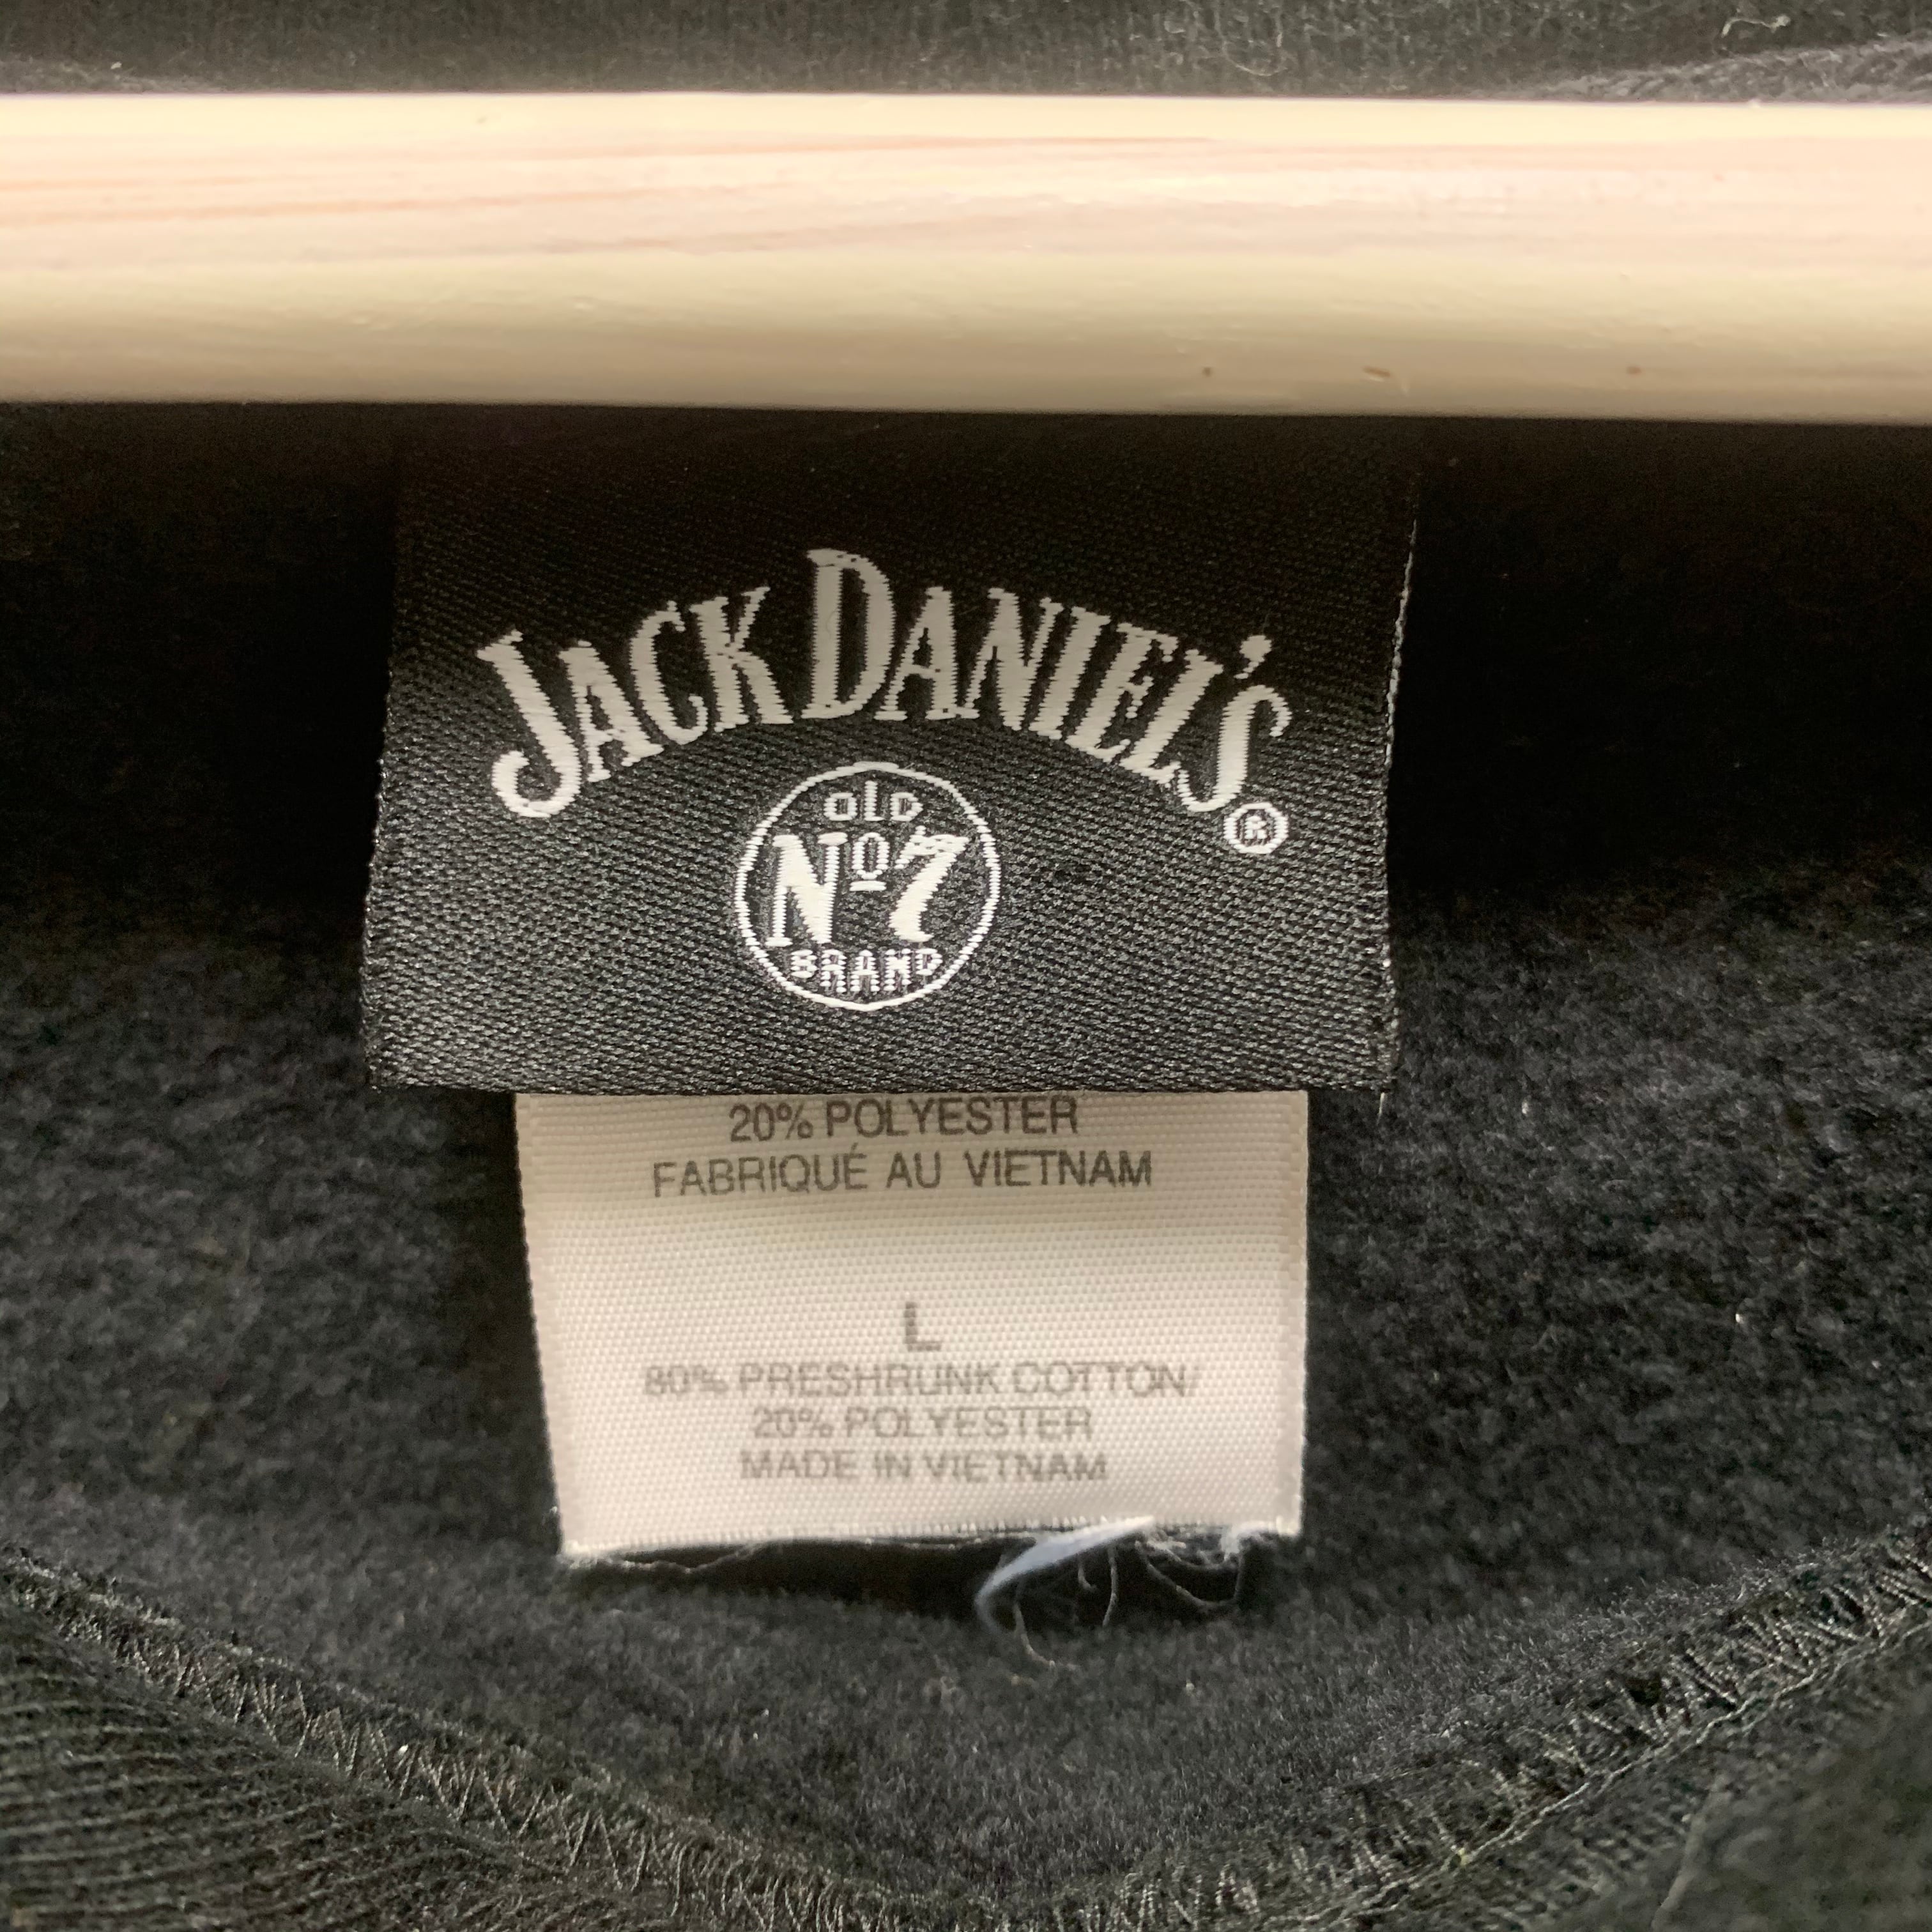 JACK DANIEL'S®
OLD
Nº7
BRAND
20% POLYESTER
FABRIQUÉ AU VIETNAM
L
80% PRESHRUNK COTTON/
20% POLYESTER
MADE IN VIETNAM